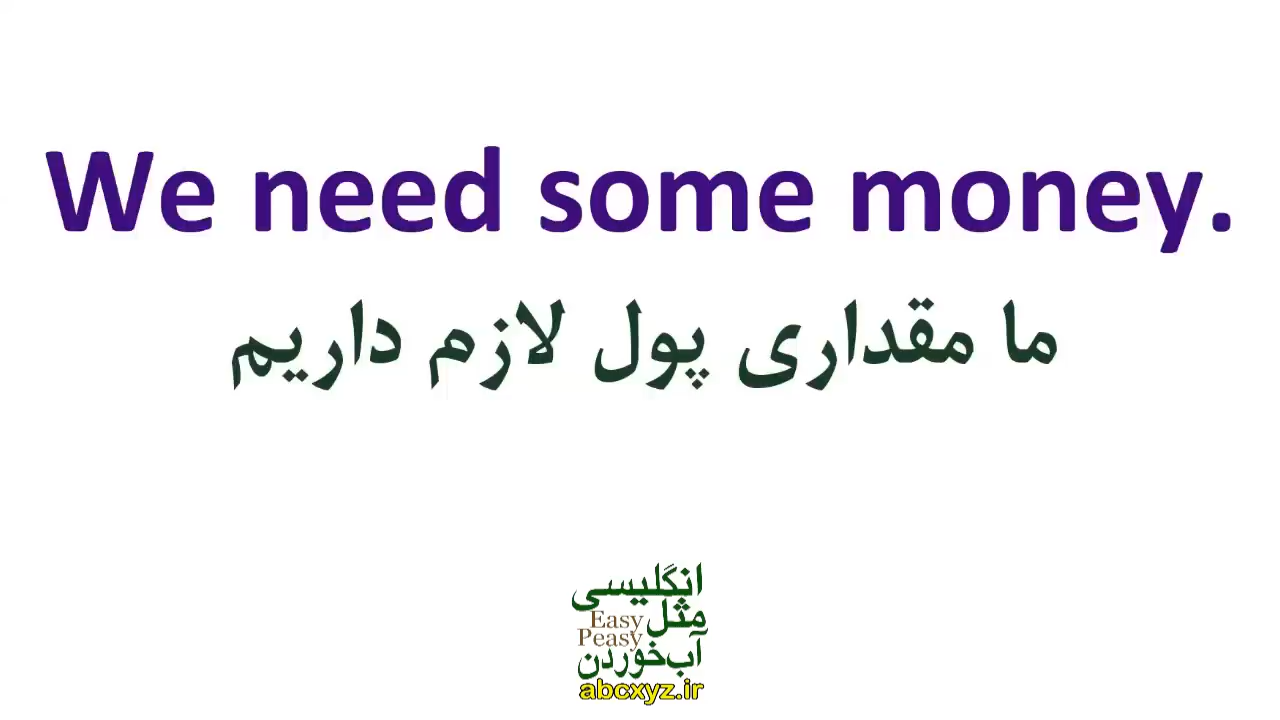 We need some money.
ما مقداری پول لازم داریم
انگلیسی
مثل
Easy
Peasy
آب‌خوردن
abcxyz.ir